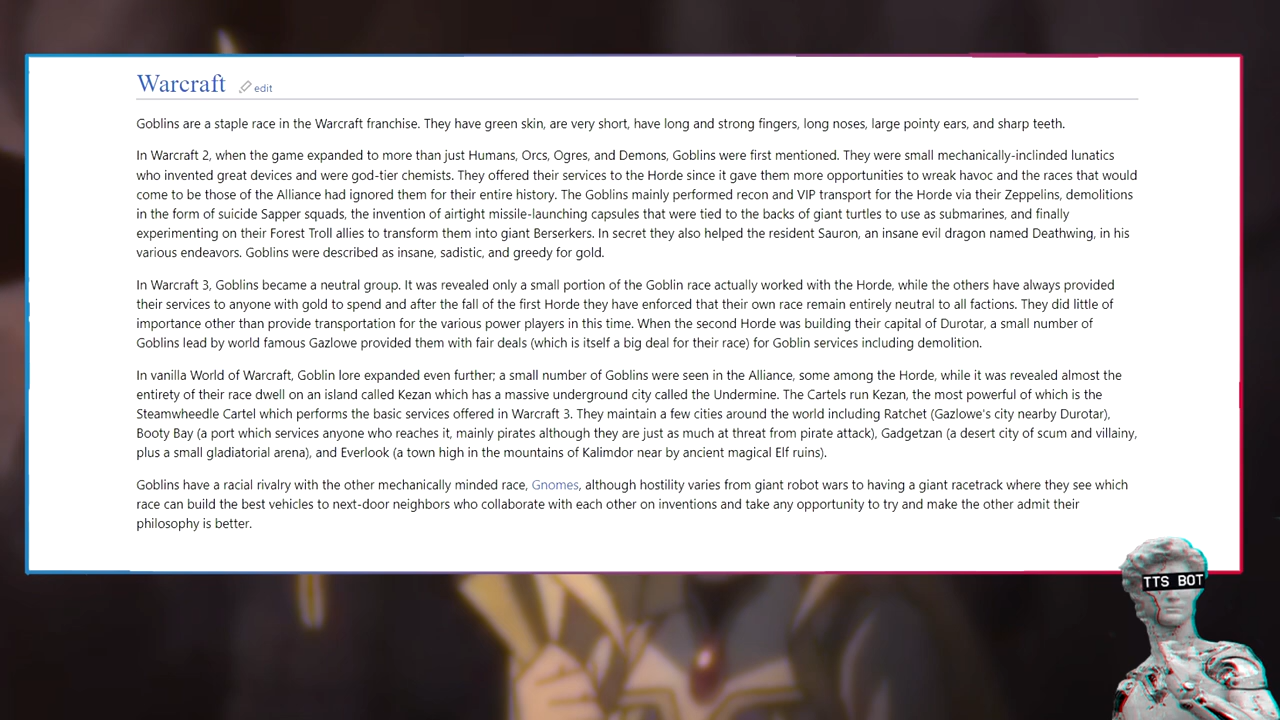 Warcraft edit
Goblins are a staple race in the Warcraft franchise. They have green skin, are very short, have long and strong fingers, long noses, large pointy ears, and sharp teeth.
In Warcraft 2, when the game expanded to more than just Humans, Orcs, Ogres, and Demons, Goblins were first mentioned. They were small mechanically-inclinded lunatics
who invented great devices and were god-tier chemists. They offered their services to the Horde since it gave them more opportunities to wreak havoc and the races that would
come to be those of the Alliance had ignored them for their entire history. The Goblins mainly performed recon and VIP transport for the Horde via their Zeppelins, demolitions
in the form of suicide Sapper squads, the invention of airtight missile-launching capsules that were tied to the backs of giant turtles to use as submarines, and finally
experimenting on their Forest Troll allies to transform them into giant Berserkers. In secret they also helped the resident Sauron, an insane evil dragon named Deathwing, in his
various endeavors. Goblins were described as insane, sadistic, and greedy for gold.
In Warcraft 3, Goblins became a neutral group. It was revealed only a small portion of the Goblin race actually worked with the Horde, while the others have always provided
their services to anyone with gold to spend and after the fall of the first Horde they have enforced that their own race remain entirely neutral to all factions. They did little of
importance other than provide transportation for the various power players in this time. When the second Horde was building their capital of Durotar, a small number of
Goblins lead by world famous Gazlowe provided them with fair deals (which is itself a big deal for their race) for Goblin services including demolition.
In vanilla World of Warcraft, Goblin lore expanded even further; a small number of Goblins were seen in the Alliance, some among the Horde, while it was revealed almost the
entirety of their race dwell on an island called Kezan which has a massive underground city called the Undermine. The Cartels run Kezan, the most powerful of which is the
Steamwheedle Cartel which performs the basic services offered in Warcraft 3. They maintain a few cities around the world including Ratchet (Gazlowe's city nearby Durotar),
Booty Bay (a port which services anyone who reaches it, mainly pirates although they are just as much at threat from pirate attack), Gadgetzan (a desert city of scum and villainy,
plus a small gladiatorial arena), and Everlook (a town high in the mountains of Kalimdor near by ancient magical Elf ruins).
Goblins have a racial rivalry with the other mechanically minded race, Gnomes, although hostility varies from giant robot wars to having a giant racetrack where they see which
race can build the best vehicles to next-door neighbors who collaborate with each other on inventions and take any opportunity to try and make the other admit their
philosophy is better.
TTS BOT